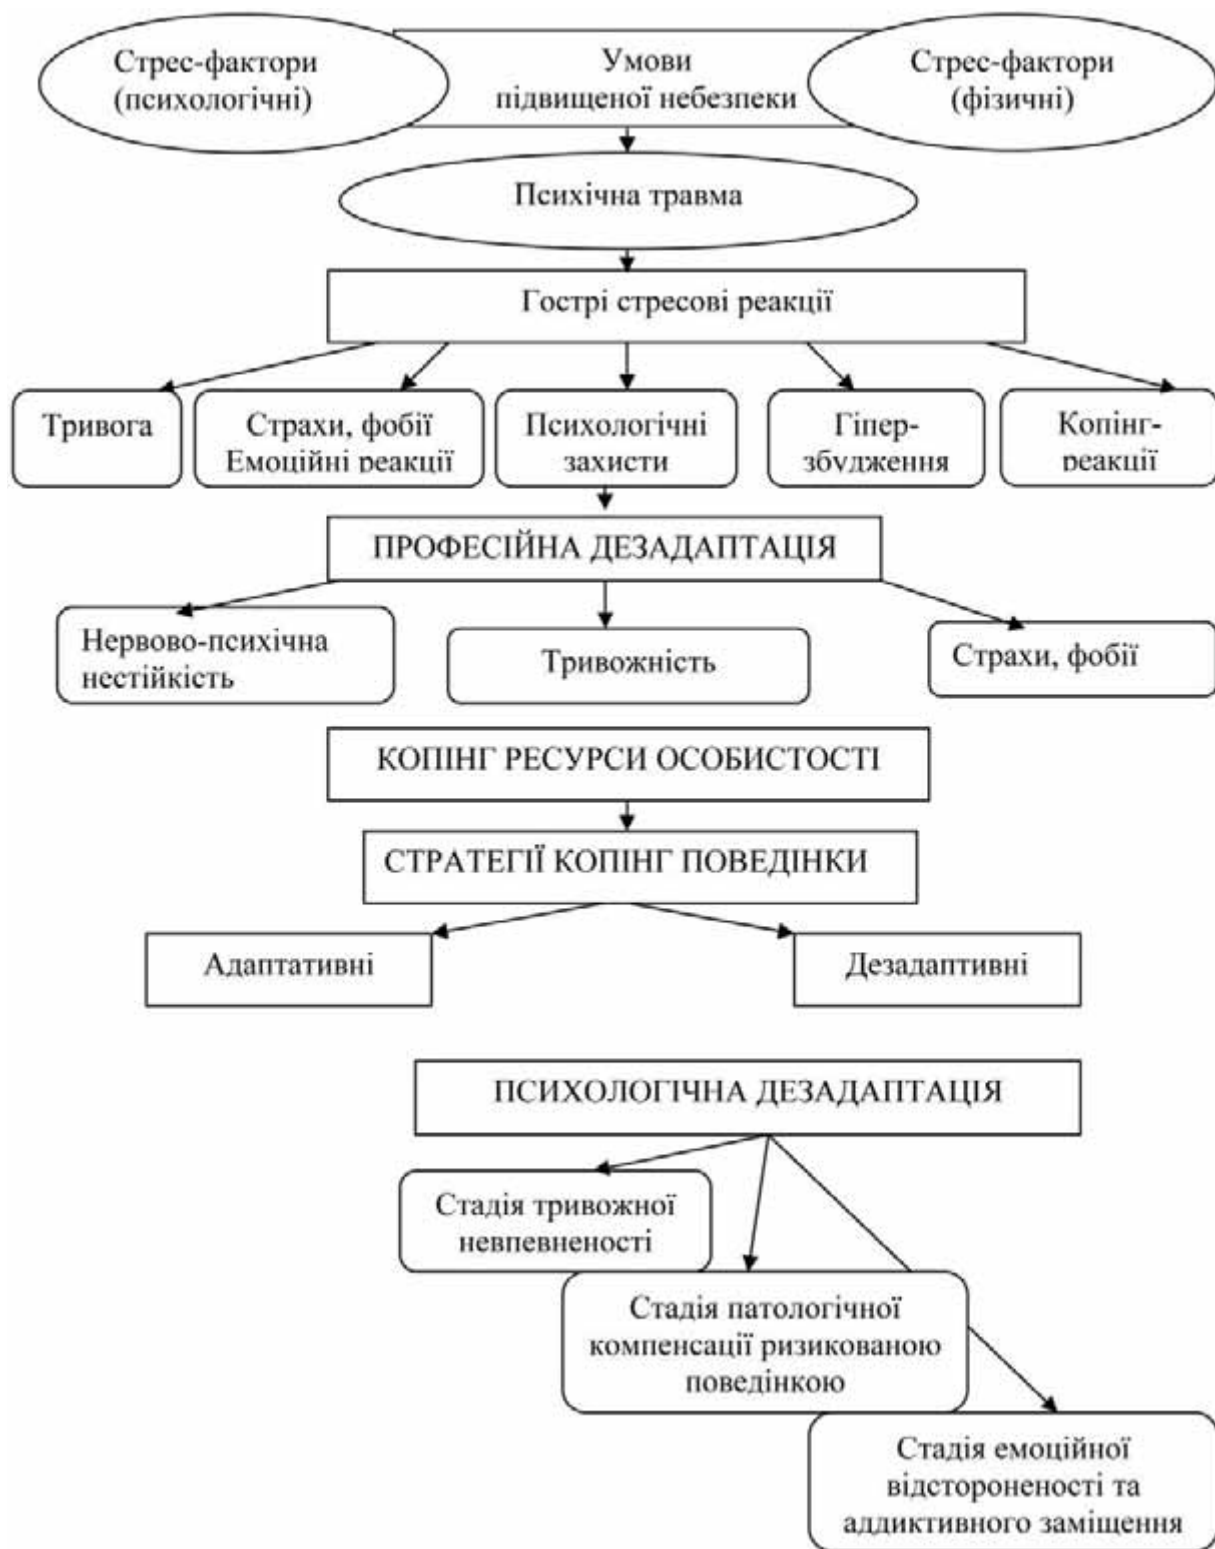 Стрес-фактори
(психологічні)
Умови
підвищеної небезпеки
Стрес-фактори
(фізичні)
Психічна травма
Гострі стресові реакції
Тривога
Страхи, фобії
Емоційні реакції
Психологічні
захисти
Гіпер-
збудження
Копінг-
реакції
ПРОФЕСІЙНА ДЕЗАДАПТАЦІЯ
Нервово-психічна
нестійкість
Тривожність
Страхи, фобії
КОПІНГ РЕСУРСИ ОСОБИСТОСТІ
СТРАТЕГІЇ КОПІНГ ПОВЕДІНКИ
Адаптативні
Дезадаптивні
ПСИХОЛОГІЧНА ДЕЗАДАПТАЦІЯ
Стадія тривожної
невпевненості
Стадія патологічної
компенсації ризикованою
поведінкою
Стадія емоційної
відстороненості та
аддиктивного заміщення